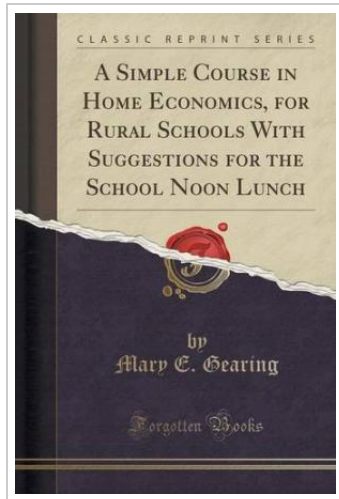 CLASSIC REPRINT SERIES
A SIMPLE COURSE IN
HOME ECONOMICS, FOR
RURAL SCHOOLS WITH
SUGGESTIONS FOR THE
SCHOOL NOON LUNCH
by
Mary E. Gearing
Forgotten Books